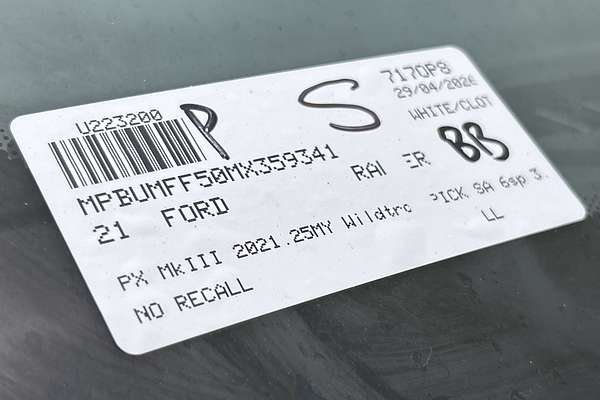 U223200 P S 7170P8
29/04/2026
MPBUMFF50MX359341 WHITE/CLOT
21 FORD RAN ER BB
PX MkIII 2021.25MY Wildtrc PICK SA 6sp 3.
NO RECALL LL